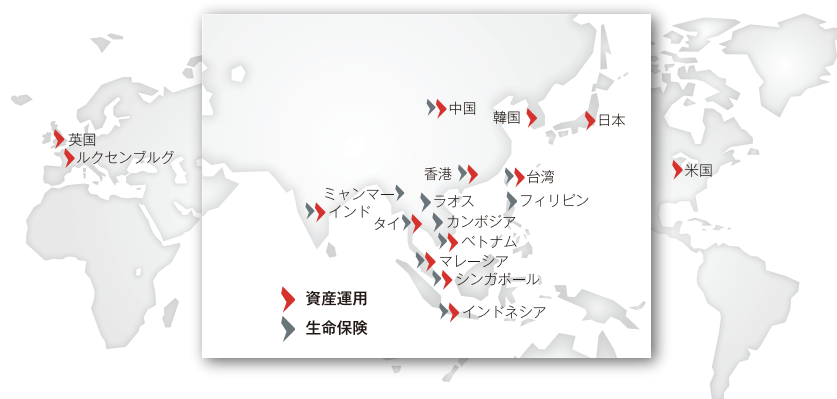 英国
ルクセンブルグ
中国
韓国
日本
香港
台湾
米国
ミャンマー
ラオス
フィリピン
インド
タイ
カンボジア
ベトナム
マレーシア
シンガポール
インドネシア
資産運用
生命保険